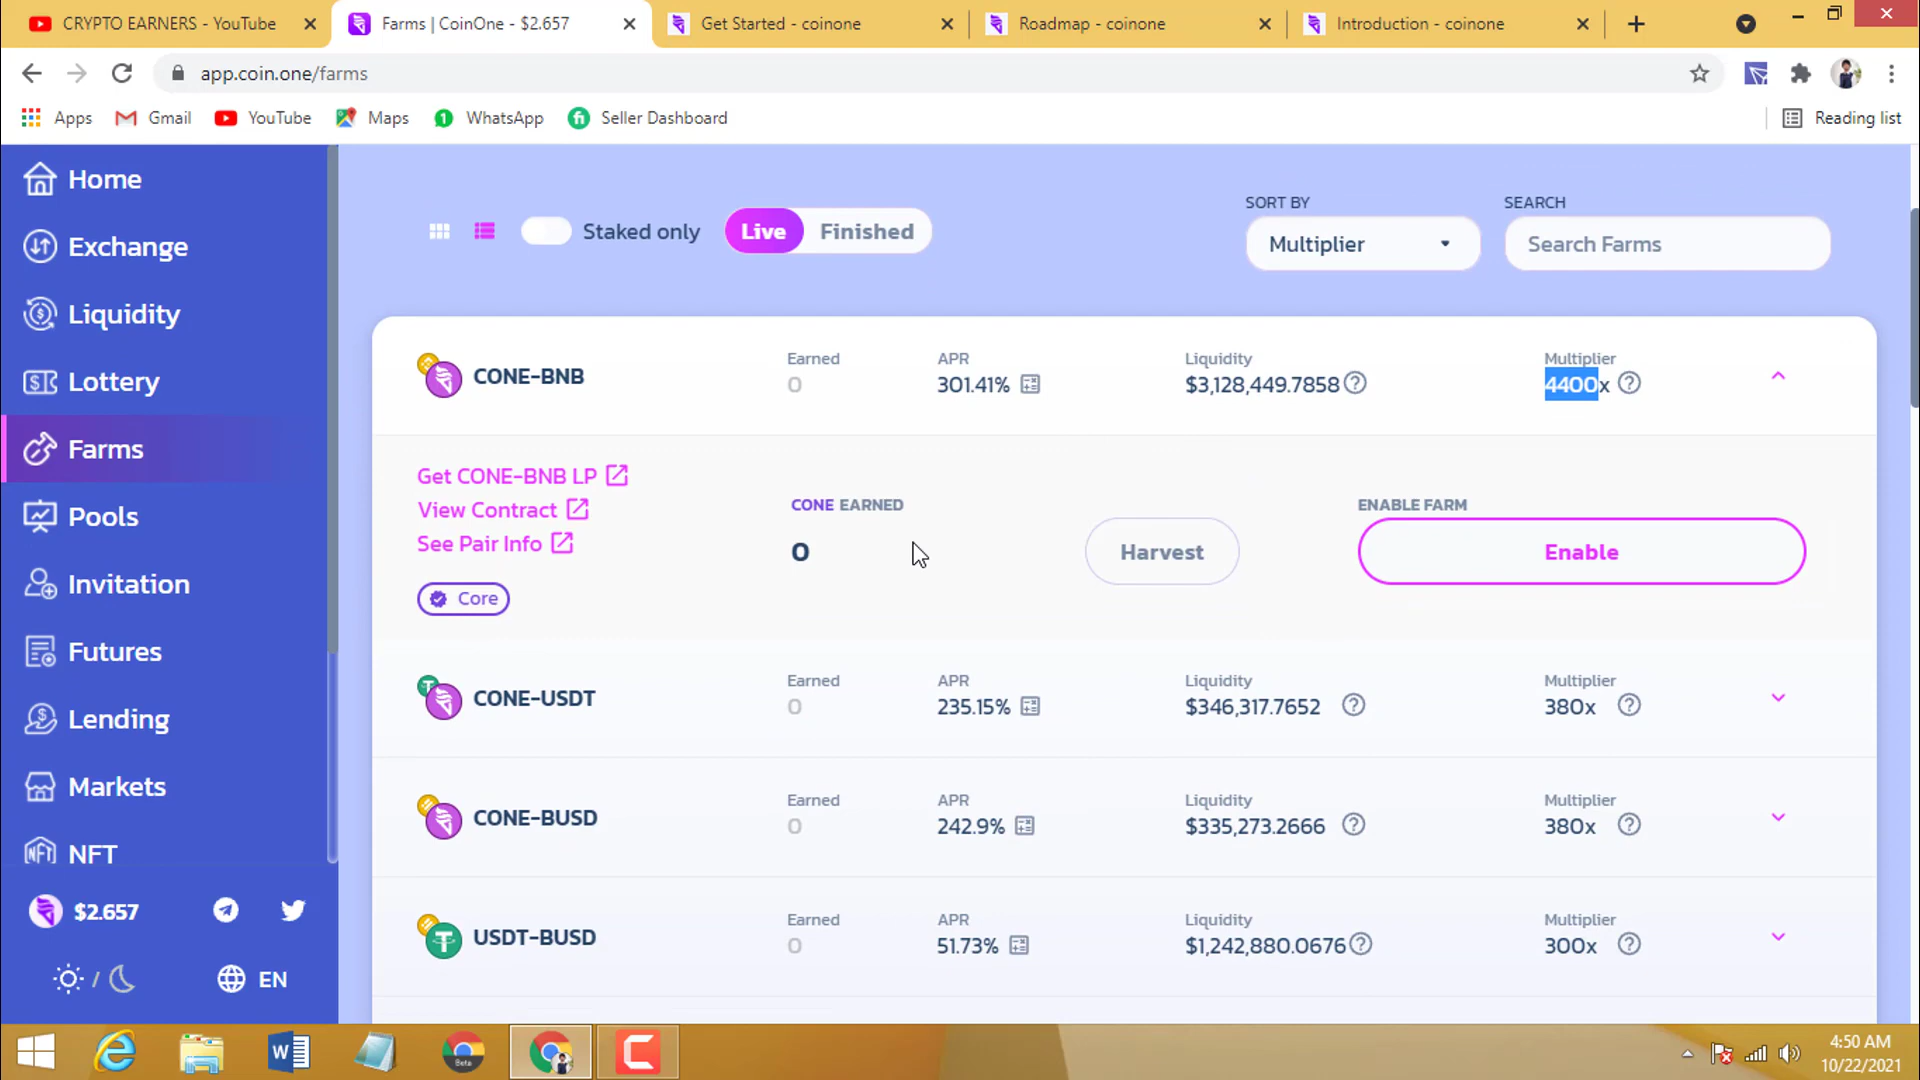 CRYPTO EARNERS - YouTube
Farms | CoinOne - $2.657
Get Started - coinone
Roadmap - coinone
Introduction - coinone
app.coin.one/farms
Apps
Gmail
YouTube
Maps
1
WhatsApp
fi
Seller Dashboard
Reading list
Home
Exchange
Liquidity
Lottery
Farms
Pools
Invitation
Futures
Lending
Markets
NFT
$2.657
/
EN
Staked only
Live
Finished
SORT BY
Multiplier
SEARCH
Search Farms
CONE-BNB
Earned
0
APR
301.41%
Liquidity
$3,128,449.7858
Multiplier
4400x
Get CONE-BNB LP
View Contract
See Pair Info
Core
CONE EARNED
0
Harvest
ENABLE FARM
Enable
CONE-USDT
Earned
0
APR
235.15%
Liquidity
$346,317.7652
Multiplier
380x
CONE-BUSD
Earned
0
APR
242.9%
Liquidity
$335,273.2666
Multiplier
380x
USDT-BUSD
Earned
0
APR
51.73%
Liquidity
$1,242,880.0676
Multiplier
300x
Beta
4:50 AM
10/22/2021